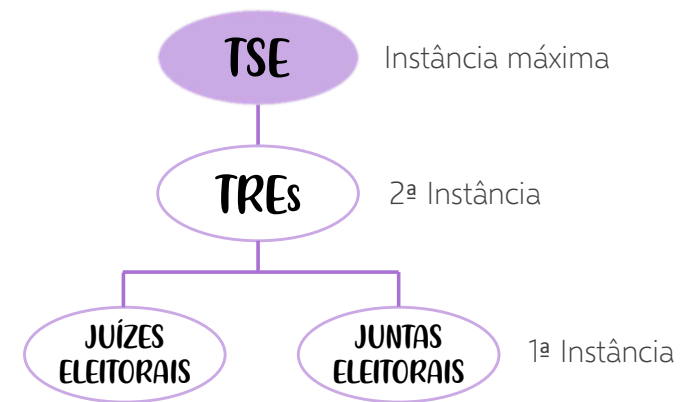 TSE
Instância máxima
TREs
2ª Instância
JUÍZES
ELEITORAIS
JUNTAS
ELEITORAIS
1ª Instância